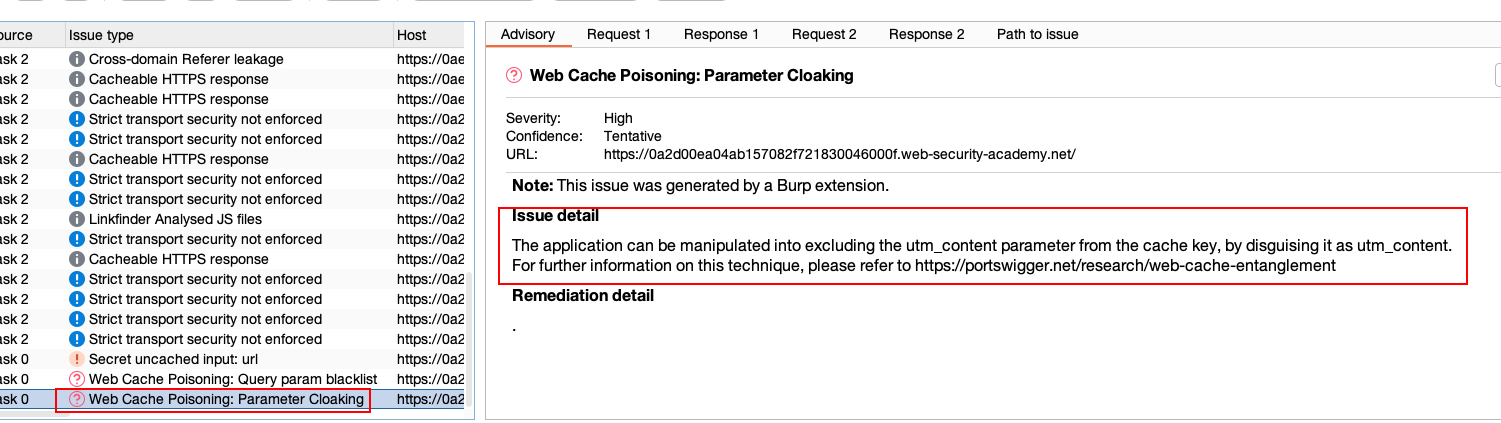 ource Issue type Host
ask 2 Cross-domain Referer leakage https://0ae
ask 2 Cacheable HTTPS response https://0ae
ask 2 Cacheable HTTPS response https://0ae
ask 2 Strict transport security not enforced https://0a2
ask 2 Strict transport security not enforced https://0a2
ask 2 Cacheable HTTPS response https://0a2
ask 2 Strict transport security not enforced https://0a2
ask 2 Strict transport security not enforced https://0a2
ask 2 Linkfinder Analysed JS files https://0a2
ask 2 Strict transport security not enforced https://0a2
ask 2 Cacheable HTTPS response https://0a2
ask 2 Strict transport security not enforced https://0a2
ask 2 Strict transport security not enforced https://0a2
ask 2 Strict transport security not enforced https://0a2
ask 2 Strict transport security not enforced https://0a2
ask 0 Secret uncached input: url https://0a2
ask 0 Web Cache Poisoning: Query param blacklist https://0a2
ask 0 Web Cache Poisoning: Parameter Cloaking https://0a2
Advisory Request 1 Response 1 Request 2 Response 2 Path to issue
Web Cache Poisoning: Parameter Cloaking
Severity: High
Confidence: Tentative
URL: https://0a2d00ea04ab157082f721830046000f.web-security-academy.net/
Note: This issue was generated by a Burp extension.
Issue detail
The application can be manipulated into excluding the utm_content parameter from the cache key, by disguising it as utm_content.
For further information on this technique, please refer to https://portswigger.net/research/web-cache-entanglement
Remediation detail
.